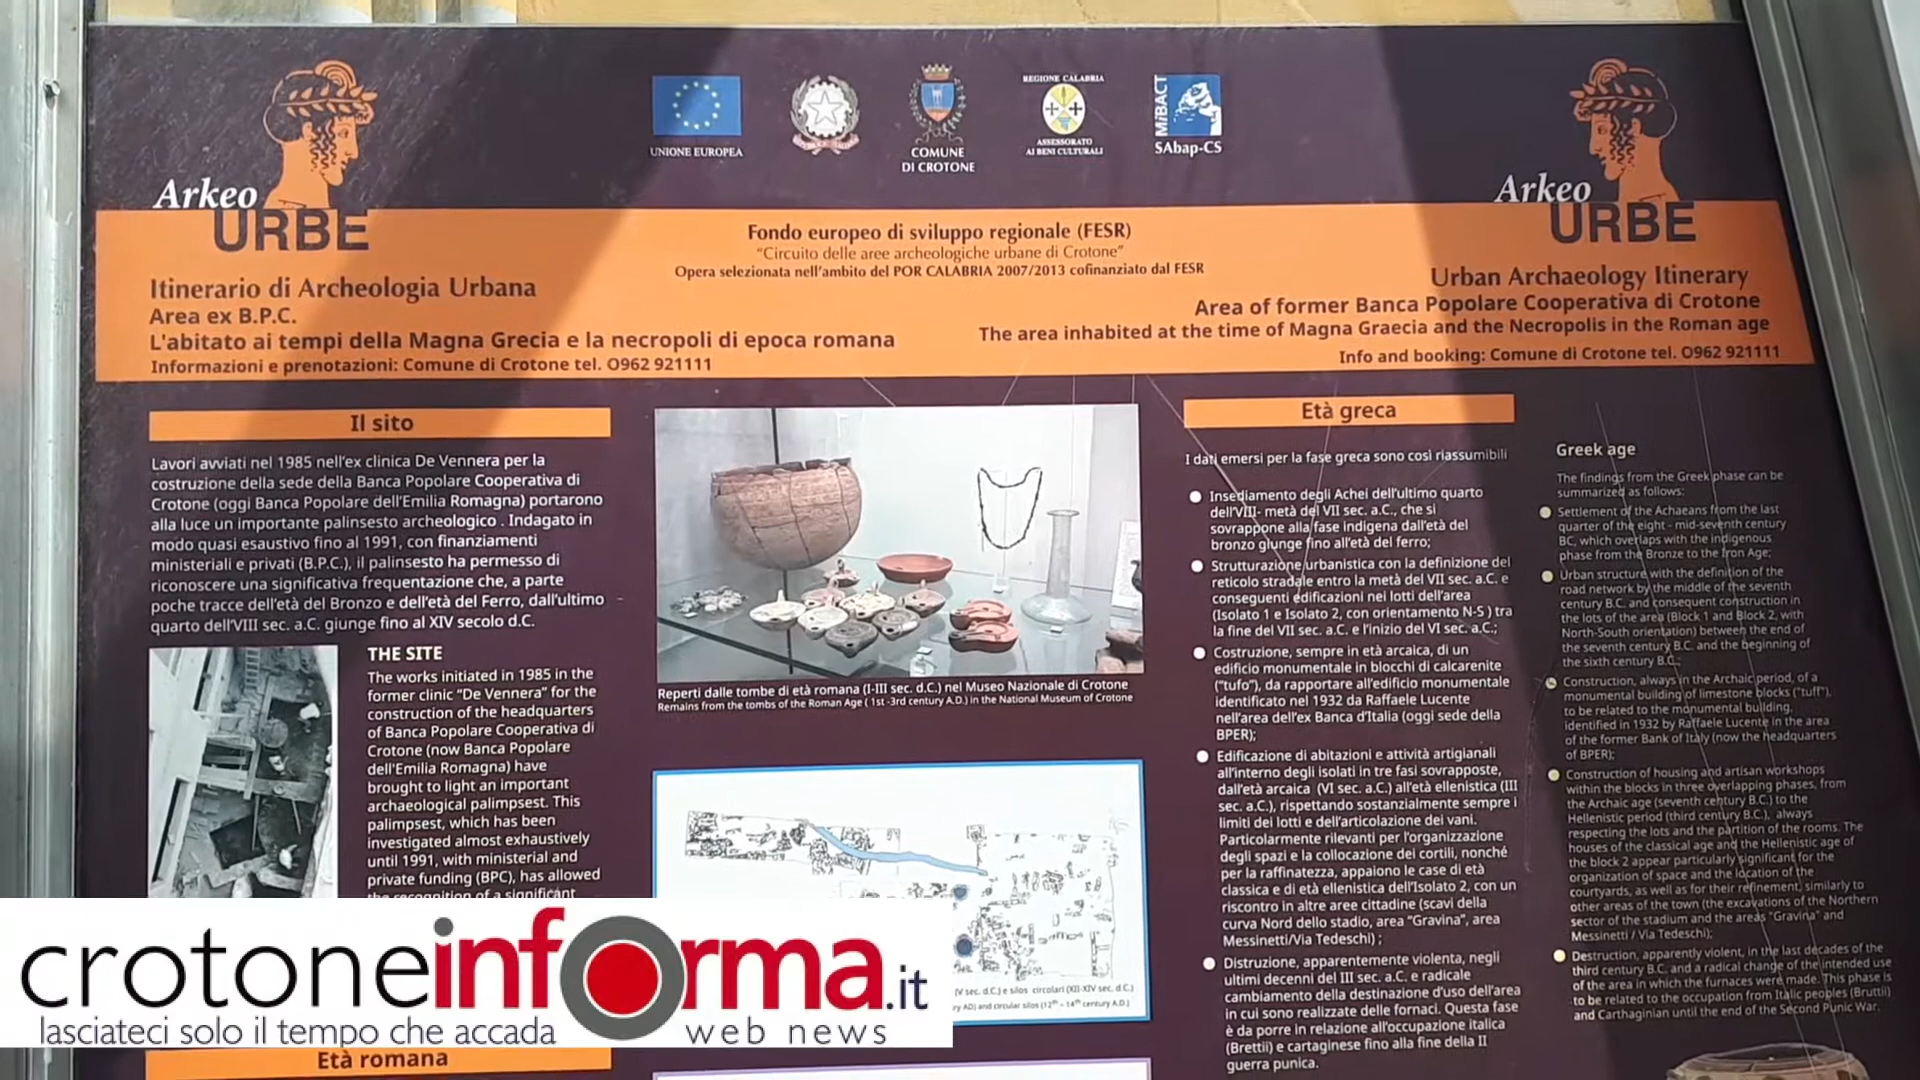 Arkeo
URBE
UNIONE EUROPEA
COMUNE
DI CROTONE
REGIONE CALABRIA
ASSESSORATO
AI BENI CULTURALI
MiBACT
SAbap-CS
Arkeo
URBE
Fondo europeo di sviluppo regionale (FESR)
"Circuito delle aree archeologiche urbane di Crotone"
Opera selezionata nell'ambito del POR CALABRIA 2007/2013 cofinanziato dal FESR
Itinerario di Archeologia Urbana
Area ex B.P.C.
L'abitato ai tempi della Magna Grecia e la necropoli di epoca romana
Informazioni e prenotazioni: Comune di Crotone tel. O962 921111
Urban Archaeology Itinerary
Area of former Banca Popolare Cooperativa di Crotone
The area inhabited at the time of Magna Graecia and the Necropolis in the Roman age
Info and booking: Comune di Crotone tel. O962 921111
Il sito
Lavori avviati nel 1985 nell'ex clinica De Vennera per la
costruzione della sede della Banca Popolare Cooperativa di
Crotone (oggi Banca Popolare dell'Emilia Romagna) portarono
alla luce un importante palinsesto archeologico . Indagato in
modo quasi esaustivo fino al 1991, con finanziamenti
ministeriali e privati (B.P.C.), il palinsesto ha permesso di
riconoscere una significativa frequentazione che, a parte
poche tracce dell'età del Bronzo e dell'età del Ferro, dall'ultimo
quarto dell'VIII sec. a.C. giunge fino al XIV secolo d.C.
THE SITE
The works initiated in 1985 in the
former clinic "De Vennera" for the
construction of the headquarters
of Banca Popolare Cooperativa di
Crotone (now Banca Popolare
dell'Emilia Romagna) have
brought to light an important
archaeological palimpsest. This
palimpsest, which has been
investigated almost exhaustively
until 1991, with ministerial and
private funding (BPC), has allowed
the recognition of a significant
Reperti dalle tombe di età romana (I-III sec. d.C.) nel Museo Nazionale di Crotone
Remains from the tombs of the Roman Age ( 1st -3rd century A.D.) in the National Museum of Crotone
(V sec. d.C.) e silos circolari (XII-XIV sec. d.C.)
ry AD) and circular silos (12th – 14th century A.D.)
Età greca
I dati emersi per la fase greca sono così riassumibili
Insediamento degli Achei dell'ultimo quarto
dell'VIII- metà del VII sec. a.C., che si
sovrappone alla fase indigena dall'età del
bronzo giunge fino all'età del ferro;
Strutturazione urbanistica con la definizione del
reticolo stradale entro la metà del VII sec. a.C. e
conseguenti edificazioni nei lotti dell'area
(Isolato 1 e Isolato 2, con orientamento N-S ) tra
la fine del VII sec. a.C. e l'inizio del VI sec. a.C.;
Costruzione, sempre in età arcaica, di un
edificio monumentale in blocchi di calcarenite
("tufo"), da rapportare all'edificio monumentale
identificato nel 1932 da Raffaele Lucente
nell'area dell'ex Banca d'Italia (oggi sede della
BPER);
Edificazione di abitazioni e attività artigianali
all'interno degli isolati in tre fasi sovrapposte,
dall'età arcaica (VI sec. a.C.) all'età ellenistica (III
sec. a.C.), rispettando sostanzialmente sempre i
limiti dei lotti e dell'articolazione dei vani.
Particolarmente rilevanti per l'organizzazione
degli spazi e la collocazione dei cortili, nonché
per la raffinatezza, appaiono le case di età
classica e di età ellenistica dell'Isolato 2, con un
riscontro in altre aree cittadine (scavi della
curva Nord dello stadio, area "Gravina", area
Messinetti/Via Tedeschi) ;
Distruzione, apparentemente violenta, negli
ultimi decenni del III sec. a.C. e radicale
cambiamento della destinazione d'uso dell'area
in cui sono realizzate delle fornaci. Questa fase
è da porre in relazione all'occupazione italica
(Brettii) e cartaginese fino alla fine della II
guerra punica.
Greek age
The findings from the Greek phase can be
summarized as follows:
Settlement of the Achaeans from the last
quarter of the eight - mid-seventh century
BC, which overlaps with the indigenous
phase from the Bronze to the Iron Age;
Urban structure with the definition of the
road network by the middle of the seventh
century B.C. and consequent construction in
the lots of the area (Block 1 and Block 2, with
North-South orientation) between the end of
the seventh century B.C. and the beginning of
the sixth century B.C.;
Construction, always in the Archaic period, of a
monumental building of limestone blocks ("tuff"),
to be related to the monumental building,
identified in 1932 by Raffaele Lucente in the area
of the former Bank of Italy (now the headquarters
of BPER);
Construction of housing and artisan workshops
within the blocks in three overlapping phases, from
the Archaic age (seventh century B.C.) to the
Hellenistic period (third century B.C.), always
respecting the lots and the partition of the rooms. The
houses of the classical age and the Hellenistic age of
the block 2 appear particularly significant for the
organization of space and the location of the
courtyards, as well as for their refinement, similarly to
other areas of the town (the excavations of the Northern
sector of the stadium and the areas "Gravina" and
Messinetti / Via Tedeschi);
Destruction, apparently violent, in the last decades of the
third century B.C. and a radical change of the intended use
of the area in which the furnaces were made. This phase is
to be related to the occupation from Italic peoples (Bruttii)
and Carthaginian until the end of the Second Punic War.
crotoneinforma.it
lasciateci solo il tempo che accada
web news
Età romana